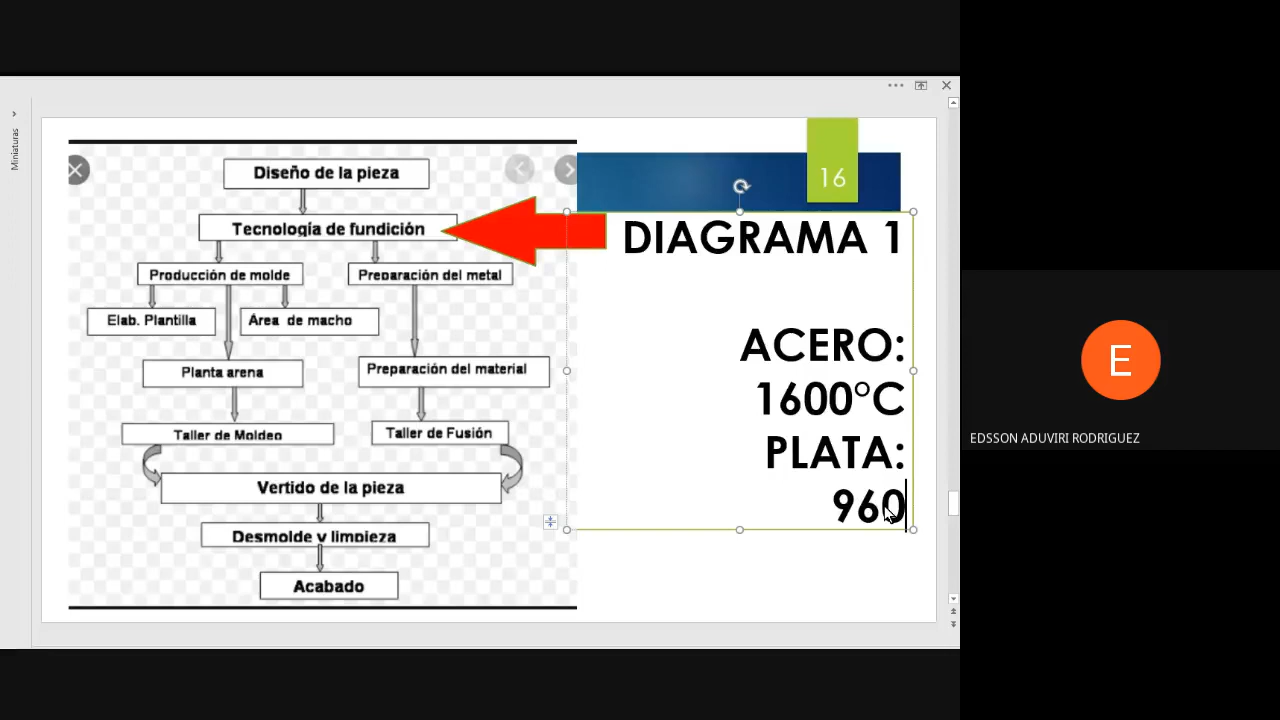 Miniaturas
16
Diseño de la pieza
Tecnología de fundición
Producción de molde
Preparación del metal
Elab. Plantilla
Área de macho
Planta arena
Preparación del material
Taller de Moldeo
Taller de Fusión
Vertido de la pieza
Desmolde y limpieza
Acabado
DIAGRAMA 1
ACERO:
1600°C
PLATA:
960
E
EDSSON ADUVIRI RODRIGUEZ